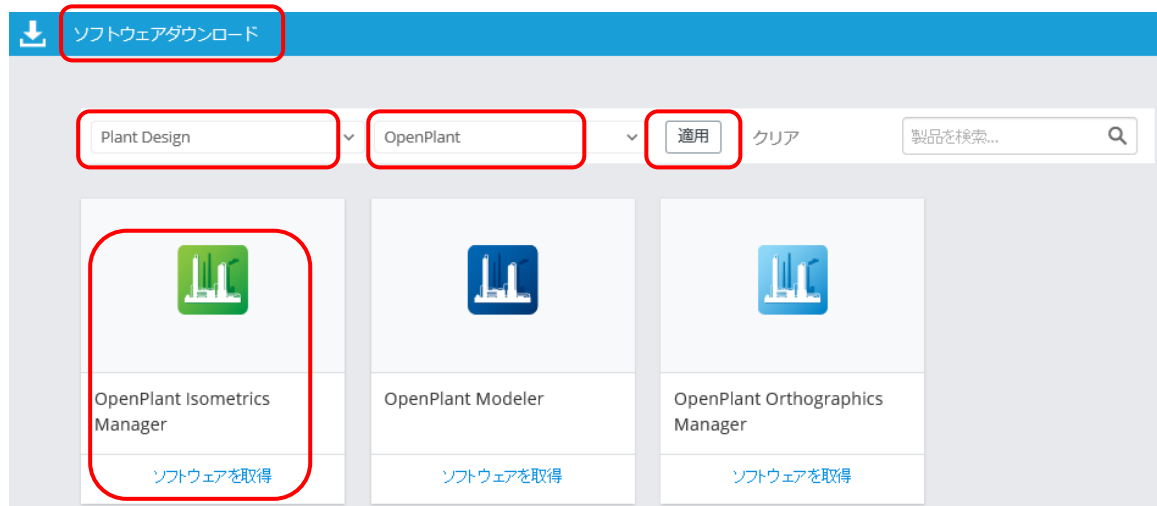 ソフトウェアダウンロード
Plant Design
OpenPlant
適用
クリア
製品を検索...
OpenPlant Isometrics
Manager
ソフトウェアを取得
OpenPlant Modeler
ソフトウェアを取得
OpenPlant Orthographics
Manager
ソフトウェアを取得